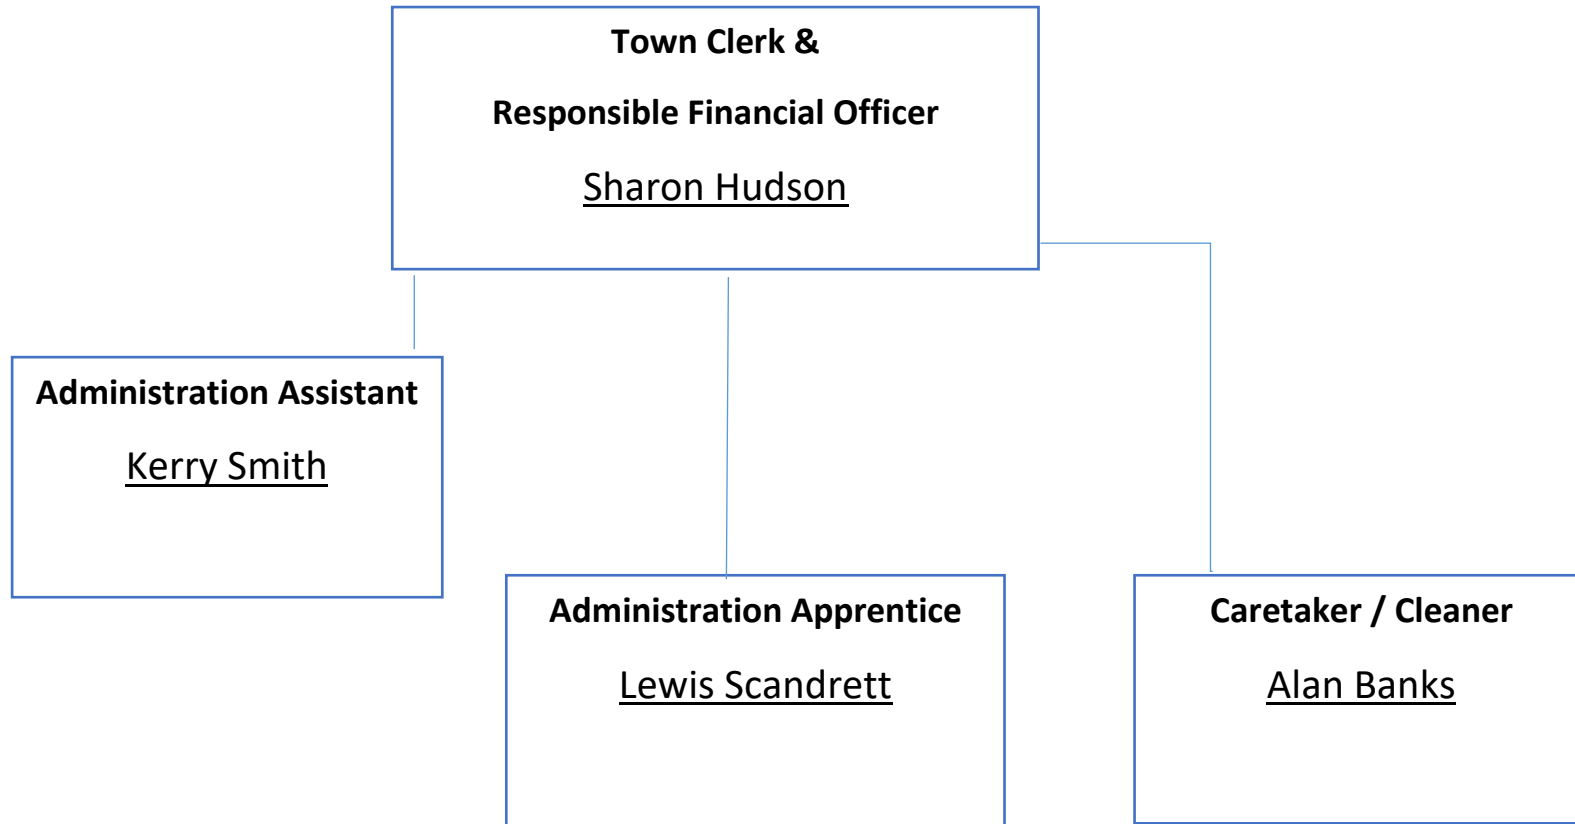 Town Clerk &
Responsible Financial Officer
Sharon Hudson
Administration Assistant
Kerry Smith
Administration Apprentice
Lewis Scandrett
Caretaker / Cleaner
Alan Banks